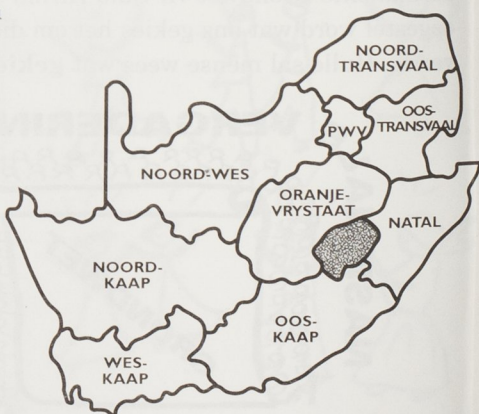 NOORD-
TRANSVAAL
PWV
OOS-
TRANSVAAL
NOORD-WES
ORANJE-
VRYSTAAT
NATAL
NOORD-
KAAP
OOS-
KAAP
WES-
KAAP